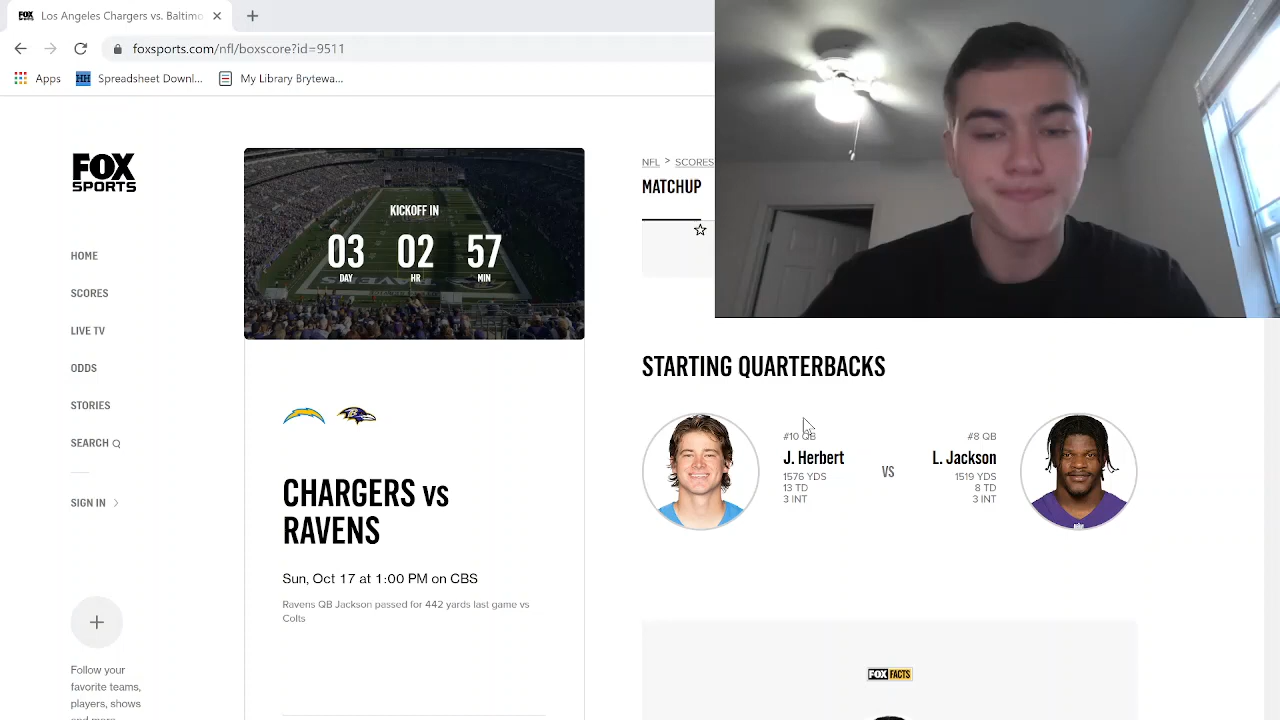 Los Angeles Chargers vs. Baltimo
foxsports.com/nfl/boxscore?id=9511
Apps
HH
Spreadsheet Downl...
My Library Brytewa...
FOX
SPORTS
HOME
SCORES
LIVE TV
ODDS
STORIES
SEARCH
SIGN IN
Follow your
favorite teams,
players, shows
KICKOFF IN
03 02 57
DAY HR MIN
RAVENS
CHARGERS vs
RAVENS
Sun, Oct 17 at 1:00 PM on CBS
Ravens QB Jackson passed for 442 yards last game vs
Colts
NFL > SCORES
MATCHUP
STARTING QUARTERBACKS
#10 QB
J. Herbert
1576 YDS
13 TD
3 INT
VS
#8 QB
L. Jackson
1519 YDS
8 TD
3 INT
FOX FACTS